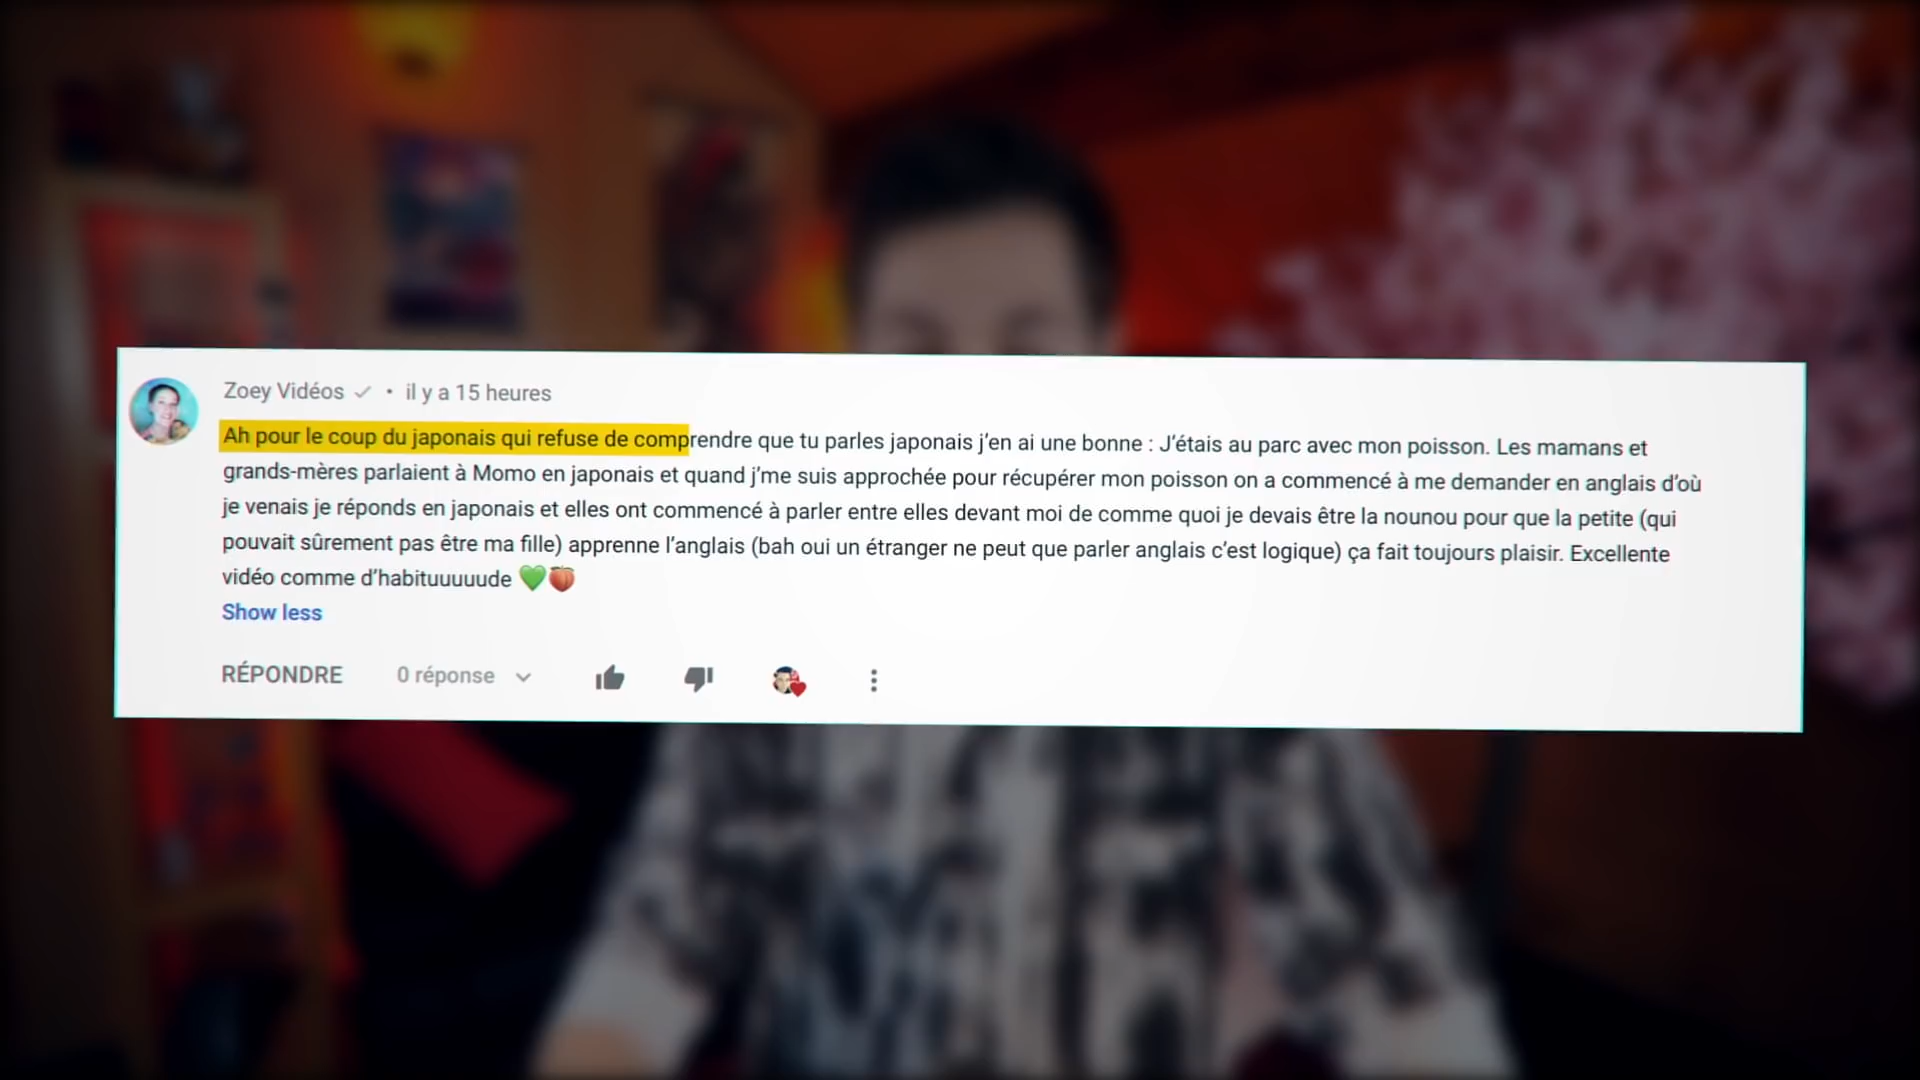 Zoey Vidéos • il y a 15 heures
Ah pour le coup du japonais qui refuse de comprendre que tu parles japonais j'en ai une bonne : J'étais au parc avec mon poisson. Les mamans et
grands-mères parlaient à Momo en japonais et quand j'me suis approchée pour récupérer mon poisson on a commencé à me demander en anglais d'où
je venais je réponds en japonais et elles ont commencé à parler entre elles devant moi de comme quoi je devais être la nounou pour que la petite (qui
pouvait sûrement pas être ma fille) apprenne l'anglais (bah oui un étranger ne peut que parler anglais c'est logique) ça fait toujours plaisir. Excellente
vidéo comme d'habituuuuude 💚🍑
Show less
RÉPONDRE 0 réponse